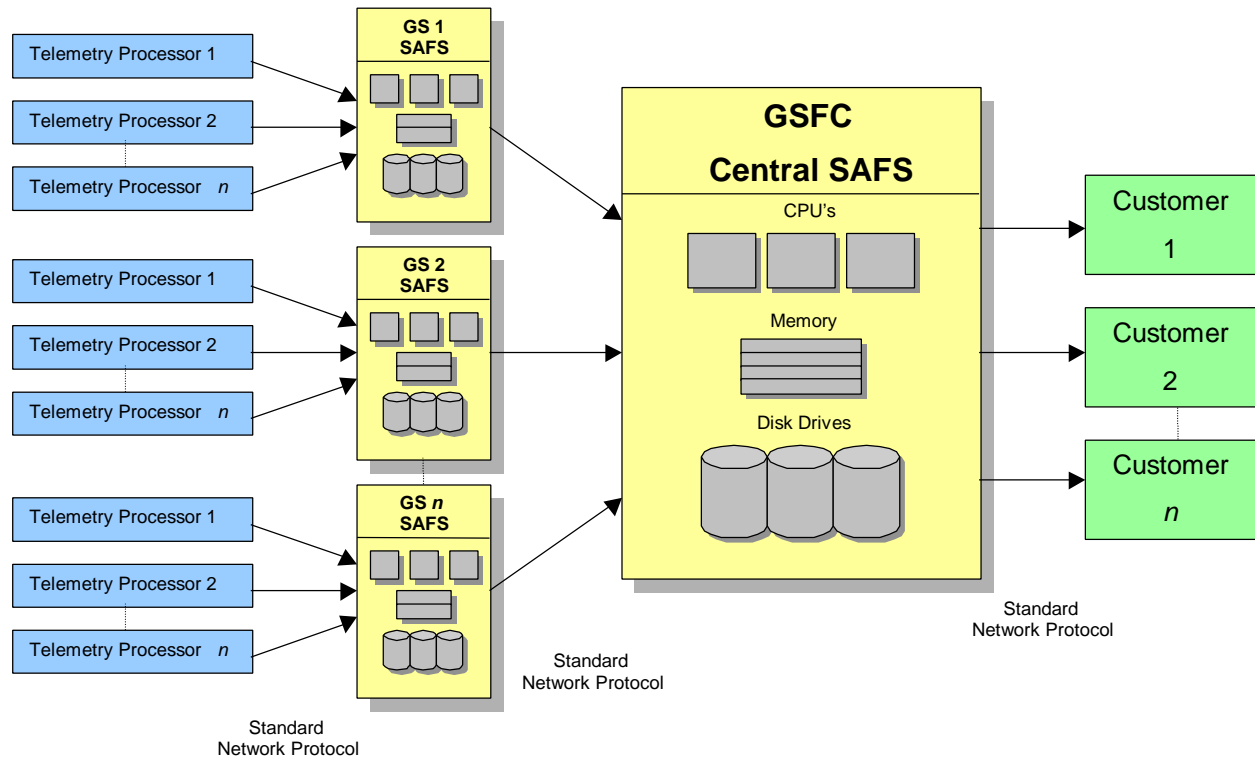 Telemetry Processor 1
Telemetry Processor 2
Telemetry Processor n
GS 1
SAFS
Telemetry Processor 1
Telemetry Processor 2
Telemetry Processor n
GS 2
SAFS
Telemetry Processor 1
Telemetry Processor 2
Telemetry Processor n
GS n
SAFS
Standard
Network Protocol
Standard
Network Protocol
GSFC
Central SAFS
CPU's
Memory
Disk Drives
Standard
Network Protocol
Customer
1
Customer
2
Customer
n